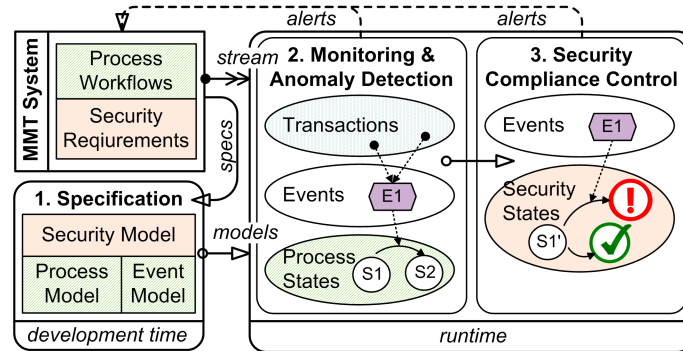 alerts
alerts
MMT System
Process
Workflows
Security
Reqiurements
stream
specs
1. Specification
Security Model
Process
Model
Event
Model
development time
models
2. Monitoring &
Anomaly Detection
Transactions
Events
E1
Process
States
S1
S2
3. Security
Compliance Control
Events
E1
Security
States
S1'
runtime